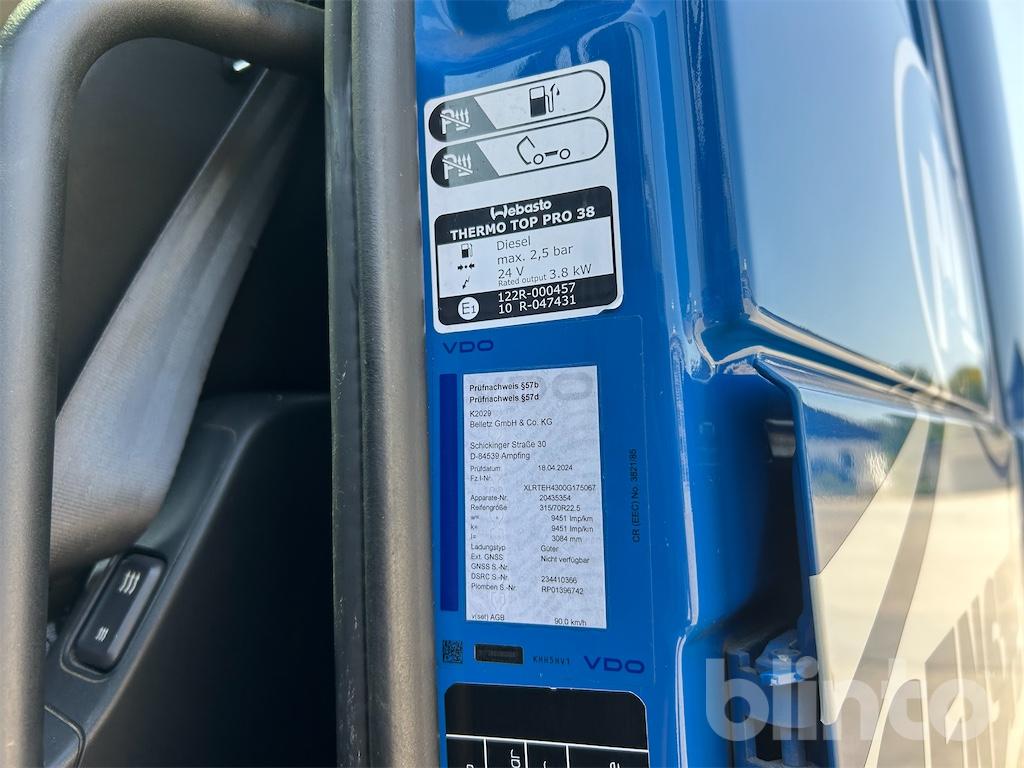 Webasto
THERMO TOP PRO 38
Diesel
max. 2,5 bar
24 V
Rated output 3.8 kW
E1
122R-000457
10 R-047431
VDO
Prüfnachweis §57b
Prüfnachweis §57d
K2029
Belletz GmbH & Co. KG
Schickinger Straße 30
D-84539 Ampfing
Prüfdatum 18.04.2024
Fz.I-Nr.
XLRTEH4300G175067
Apparate-Nr. 20435354
Reifengröße 315/70R22.5
w= 9451 Imp/km
k= 9451 Imp/km
l= 3084 mm
Ladungstyp Güter
Ext. GNSS Nicht verfügbar
GNSS S.-Nr.
DSRC S.-Nr. 234410366
Plomben S.-Nr. RP01396742
v(set) AGB 90.0 km/h
CR (EEC) No. 3821/85
KHH5HV1
VDO
blinto